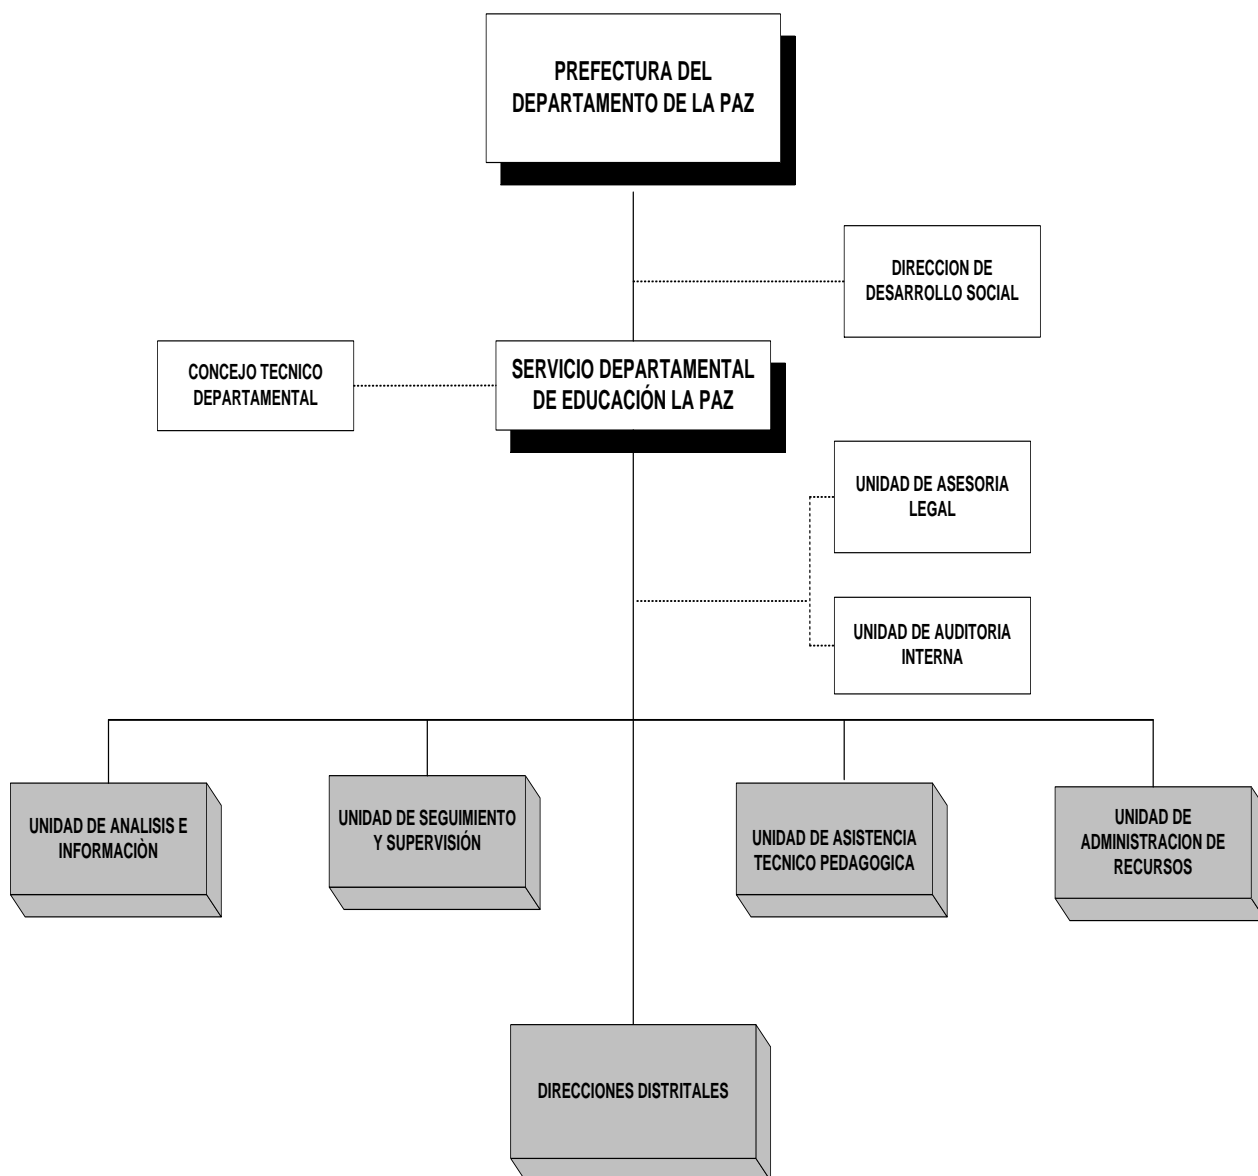 PREFECTURA DEL
DEPARTAMENTO DE LA PAZ
DIRECCION DE
DESARROLLO SOCIAL
CONCEJO TECNICO
DEPARTAMENTAL
SERVICIO DEPARTAMENTAL
DE EDUCACIÓN LA PAZ
UNIDAD DE ASESORIA
LEGAL
UNIDAD DE AUDITORIA
INTERNA
UNIDAD DE ANALISIS E
INFORMACIÒN
UNIDAD DE SEGUIMIENTO
Y SUPERVISIÓN
UNIDAD DE ASISTENCIA
TECNICO PEDAGOGICA
UNIDAD DE
ADMINISTRACION DE
RECURSOS
DIRECCIONES DISTRITALES